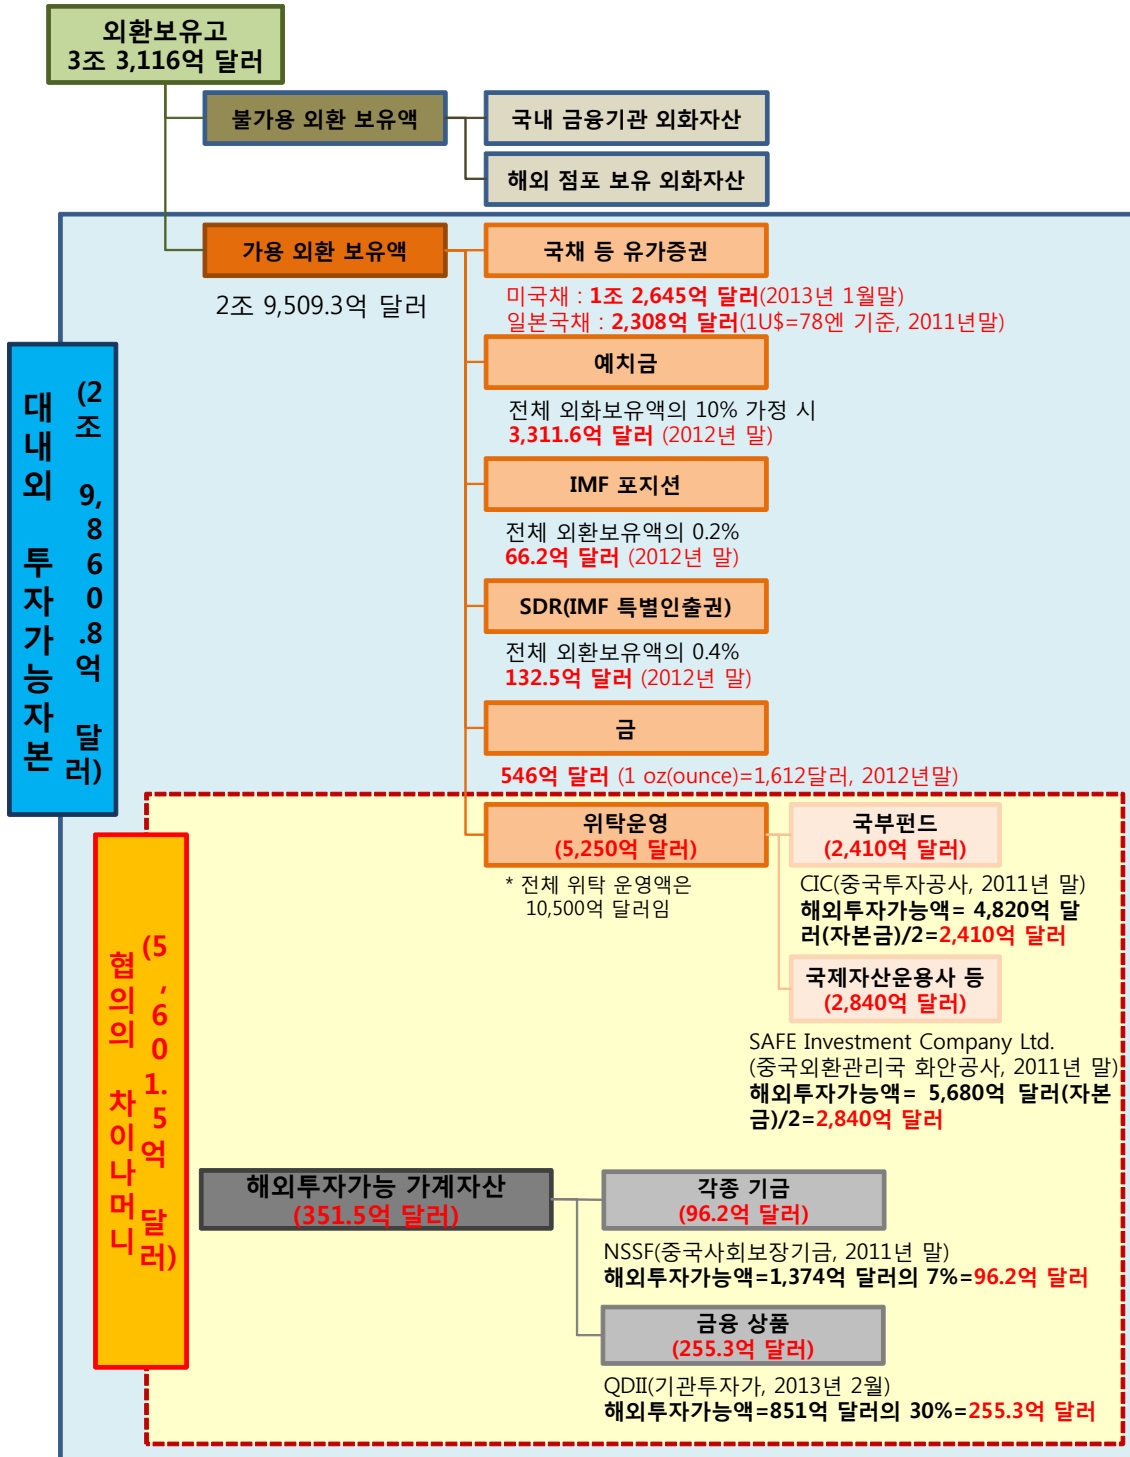 외환보유고
3조 3,116억 달러
불가용 외환 보유액
국내 금융기관 외화자산
해외 점포 보유 외화자산
가용 외환 보유액
2조 9,509.3억 달러
국채 등 유가증권
미국채 : 1조 2,645억 달러(2013년 1월말)
일본국채 : 2,308억 달러(1U$=78엔 기준, 2011년말)
예치금
전체 외화보유액의 10% 가정 시
3,311.6억 달러 (2012년 말)
IMF 포지션
전체 외환보유액의 0.2%
66.2억 달러 (2012년 말)
SDR(IMF 특별인출권)
전체 외환보유액의 0.4%
132.5억 달러 (2012년 말)
금
546억 달러 (1 oz(ounce)=1,612달러, 2012년말)
대내외 투자가능자본
(2조 9,860.8억 달러)
위탁운영
(5,250억 달러)
* 전체 위탁 운영액은
10,500억 달러임
국부펀드
(2,410억 달러)
CIC(중국투자공사, 2011년 말)
해외투자가능액= 4,820억 달
러(자본금)/2=2,410억 달러
국제자산운용사 등
(2,840억 달러)
SAFE Investment Company Ltd.
(중국외환관리국 화안공사, 2011년 말)
해외투자가능액= 5,680억 달러(자본
금)/2=2,840억 달러
협의의 차이나머니
(5,601.5억 달러)
해외투자가능 가계자산
(351.5억 달러)
각종 기금
(96.2억 달러)
NSSF(중국사회보장기금, 2011년 말)
해외투자가능액=1,374억 달러의 7%=96.2억 달러
금융 상품
(255.3억 달러)
QDII(기관투자가, 2013년 2월)
해외투자가능액=851억 달러의 30%=255.3억 달러